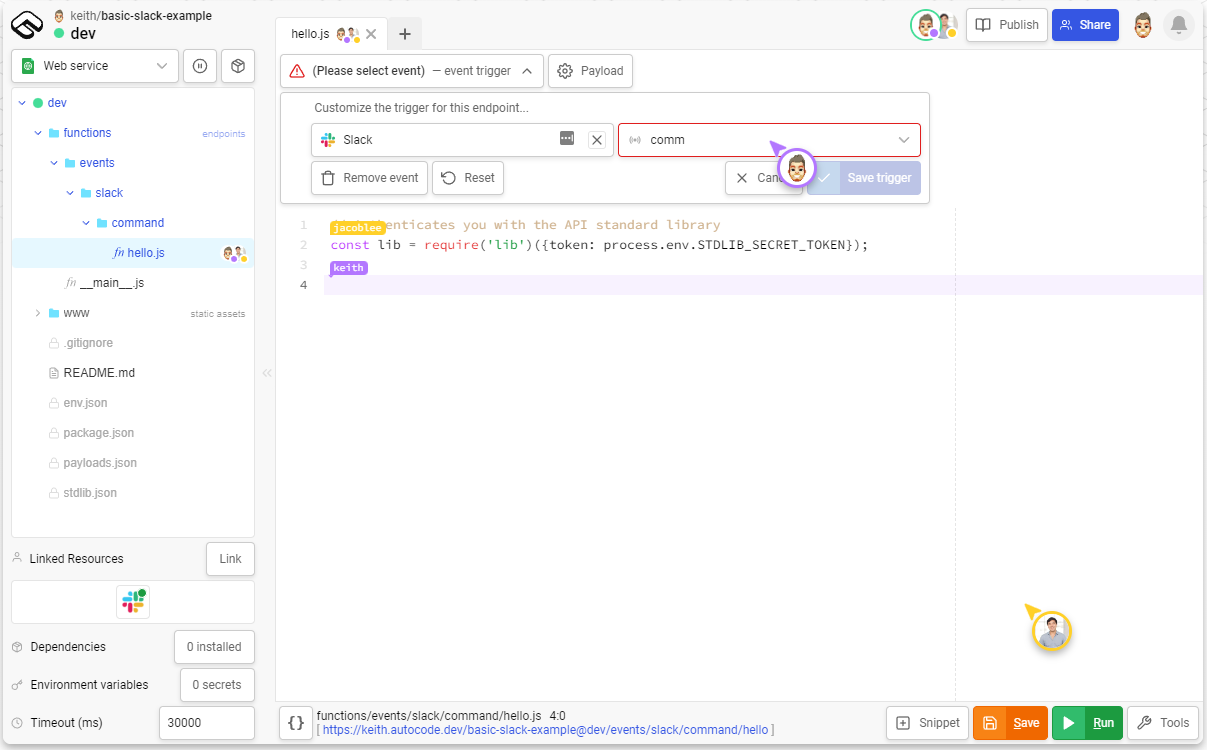 keith/basic-slack-example
dev
hello.js
Publish
Share
Web service
(Please select event) — event trigger
Payload
Customize the trigger for this endpoint...
Slack
comm
Remove event
Reset
Save trigger
dev
functions
endpoints
events
slack
command
fn hello.js
fn __main__.js
www
static assets
.gitignore
README.md
env.json
package.json
payloads.json
stdlib.json
1
jacoblee
enticates you with the API standard library
2 const lib = require('lib')({token: process.env.STDLIB_SECRET_TOKEN});
3
keith
4
Linked Resources
Link
Dependencies
0 installed
Environment variables
0 secrets
Timeout (ms)
30000
{}
functions/events/slack/command/hello.js 4:0
[ https://keith.autocode.dev/basic-slack-example@dev/events/slack/command/hello ]
Snippet
Save
Run
Tools